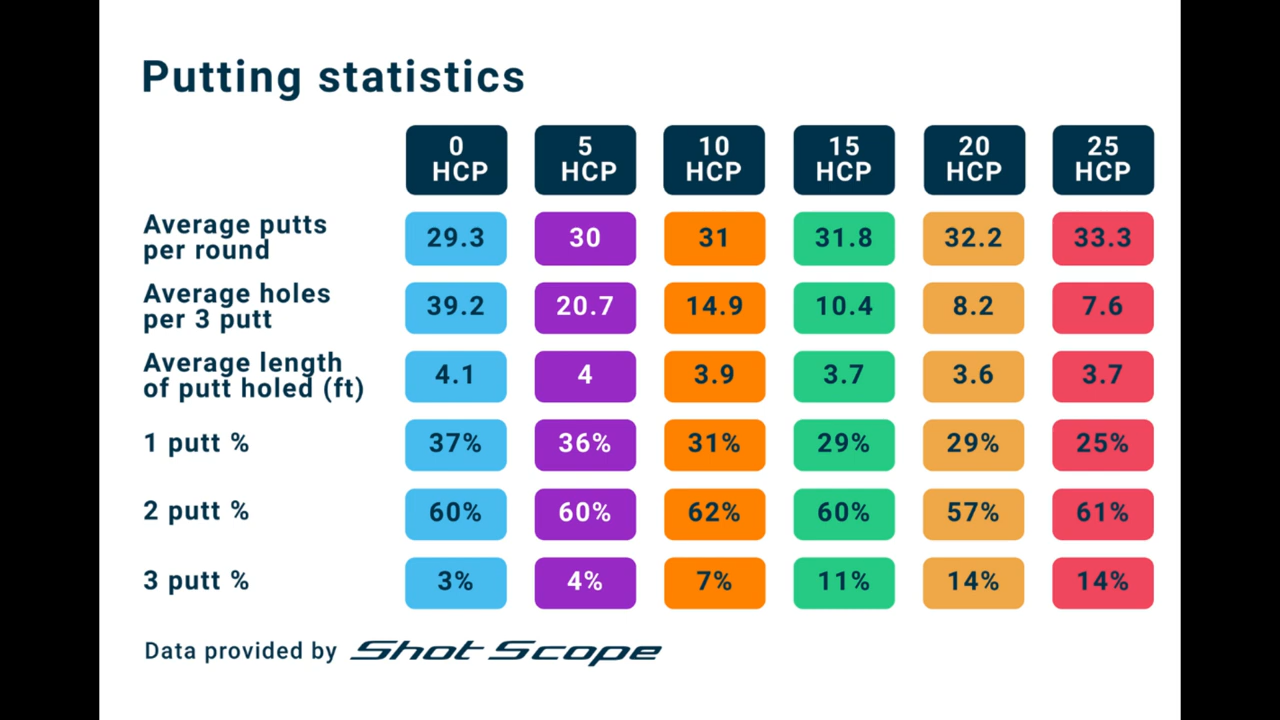 Putting statistics
0 HCP 5 HCP 10 HCP 15 HCP 20 HCP 25 HCP
Average putts per round 29.3 30 31 31.8 32.2 33.3
Average holes per 3 putt 39.2 20.7 14.9 10.4 8.2 7.6
Average length of putt holed (ft) 4.1 4 3.9 3.7 3.6 3.7
1 putt % 37% 36% 31% 29% 29% 25%
2 putt % 60% 60% 62% 60% 57% 61%
3 putt % 3% 4% 7% 11% 14% 14%
Data provided by Shot Scope